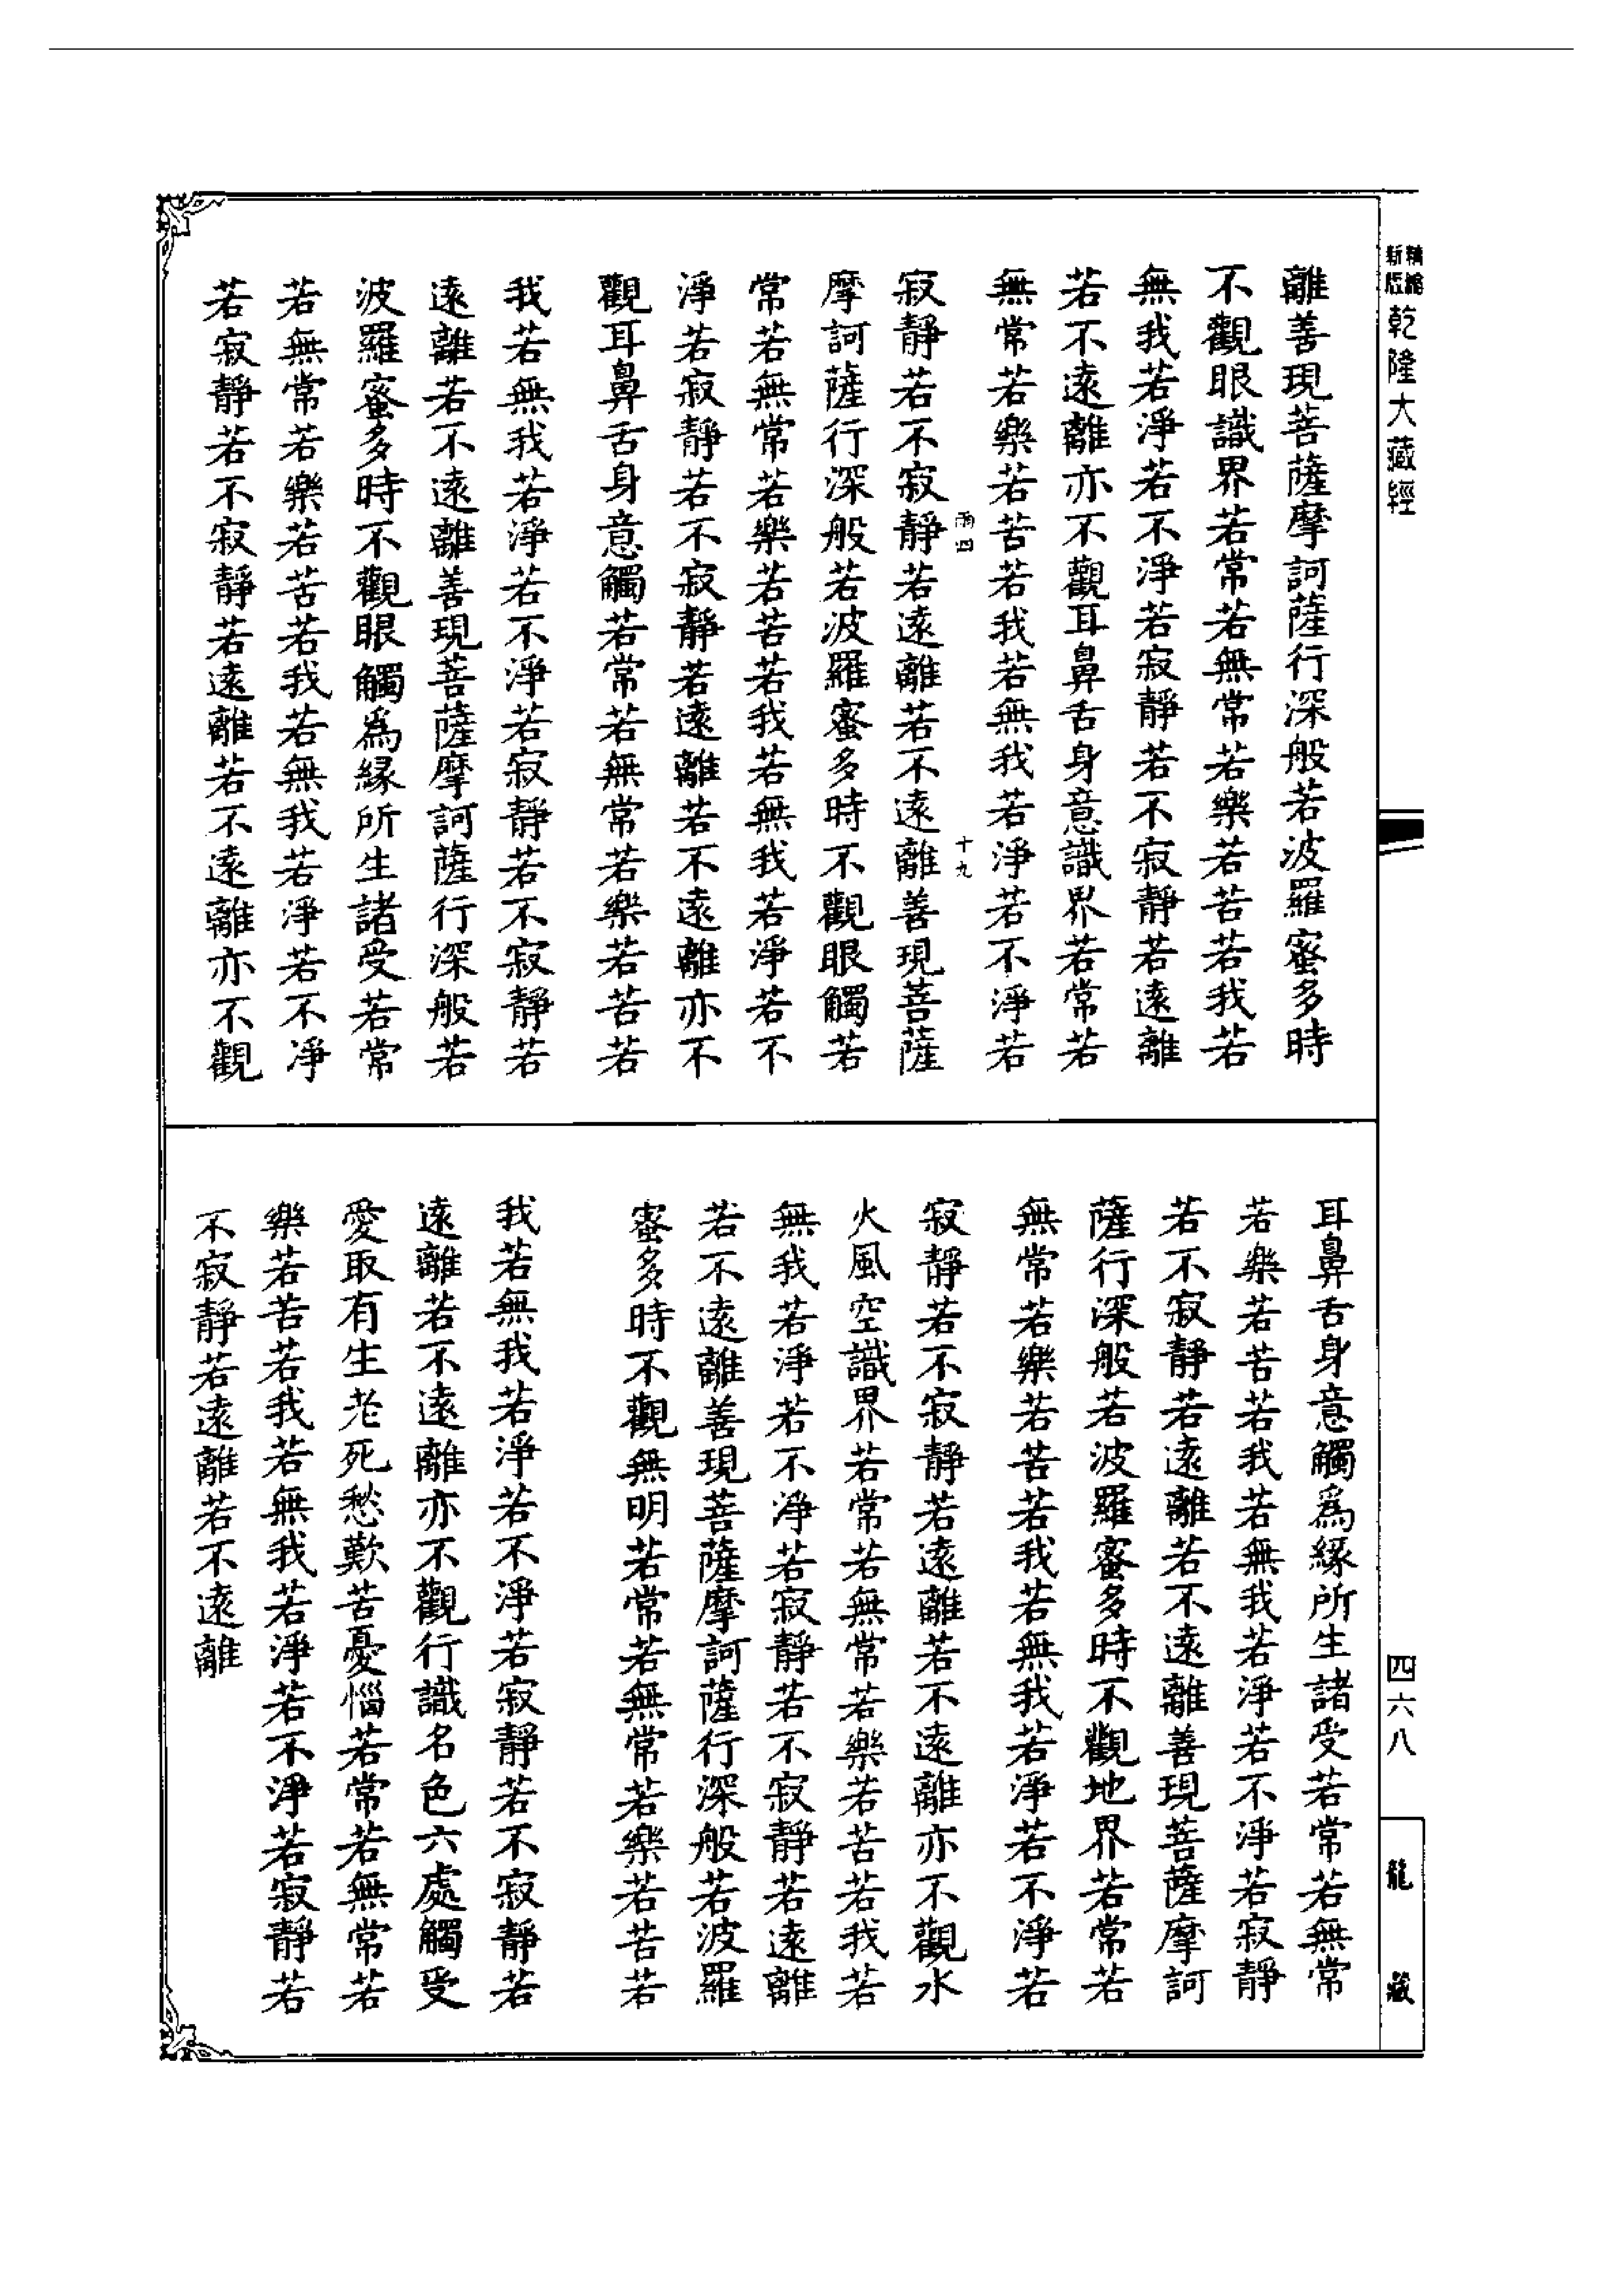 精縮
新版
乾隆大藏經
四六八
龍藏
離善現菩薩摩訶薩行深般若波羅蜜多時
不觀眼識界若常若無常若樂若苦若我若
無我若淨若不淨若寂靜若不寂靜若遠離
若不遠離亦不觀耳鼻舌身意識界若常若
無常若樂若苦若我若無我若淨若不淨若
雨四 十九
寂靜若不寂靜若遠離若不遠離善現菩薩
摩訶薩行深般若波羅蜜多時不觀眼觸若
常若無常若樂若苦若我若無我若淨若不
淨若寂靜若不寂靜若遠離若不遠離亦不
觀耳鼻舌身意觸若常若無常若樂若苦若
我若無我若淨若不淨若寂靜若不寂靜若
遠離若不遠離善現菩薩摩訶薩行深般若
波羅蜜多時不觀眼觸為緣所生諸受若常
若無常若樂若苦若我若無我若淨若不淨
若寂靜若不寂靜若遠離若不遠離亦不觀
耳鼻舌身意觸為緣所生諸受若常若無常
若樂若苦若我若無我若淨若不淨若寂靜
若不寂靜若遠離若不遠離善現菩薩摩訶
薩行深般若波羅蜜多時不觀地界若常若
無常若樂若苦若我若無我若淨若不淨若
寂靜若不寂靜若遠離若不遠離亦不觀水
火風空識界若常若無常若樂若苦若我若
無我若淨若不淨若寂靜若不寂靜若遠離
若不遠離善現菩薩摩訶薩行深般若波羅
蜜多時不觀無明若常若無常若樂若苦若
我若無我若淨若不淨若寂靜若不寂靜若
遠離若不遠離亦不觀行識名色六處觸受
愛取有生老死愁歎苦憂惱若常若無常若
樂若苦若我若無我若淨若不淨若寂靜若
不寂靜若遠離若不遠離